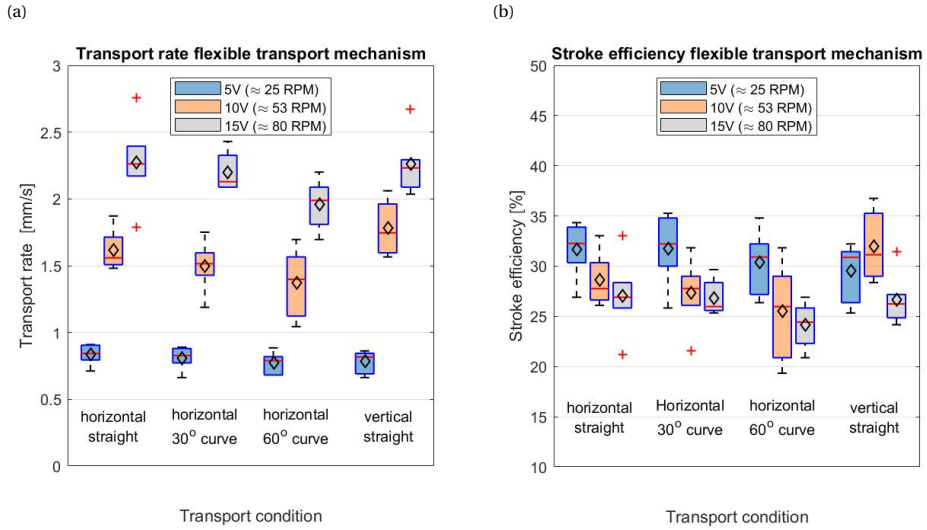 (a)
Transport rate flexible transport mechanism
3
2.5
2
1.5
1
0.5
0
Transport rate [mm/s]
5V (≈ 25 RPM)
10V (≈ 53 RPM)
15V (≈ 80 RPM)
horizontal straight
horizontal 30° curve
horizontal 60° curve
vertical straight
Transport condition
(b)
Stroke efficiency flexible transport mechanism
50
45
40
35
30
25
20
15
10
Stroke efficiency [%]
5V (≈ 25 RPM)
10V (≈ 53 RPM)
15V (≈ 80 RPM)
horizontal straight
Horizontal 30° curve
horizontal 60° curve
vertical straight
Transport condition